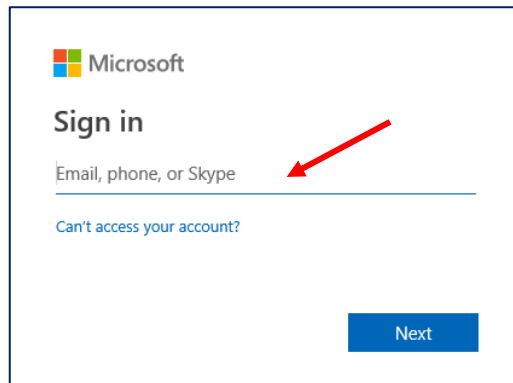 Microsoft
Sign in
Email, phone, or Skype
Can't access your account?
Next